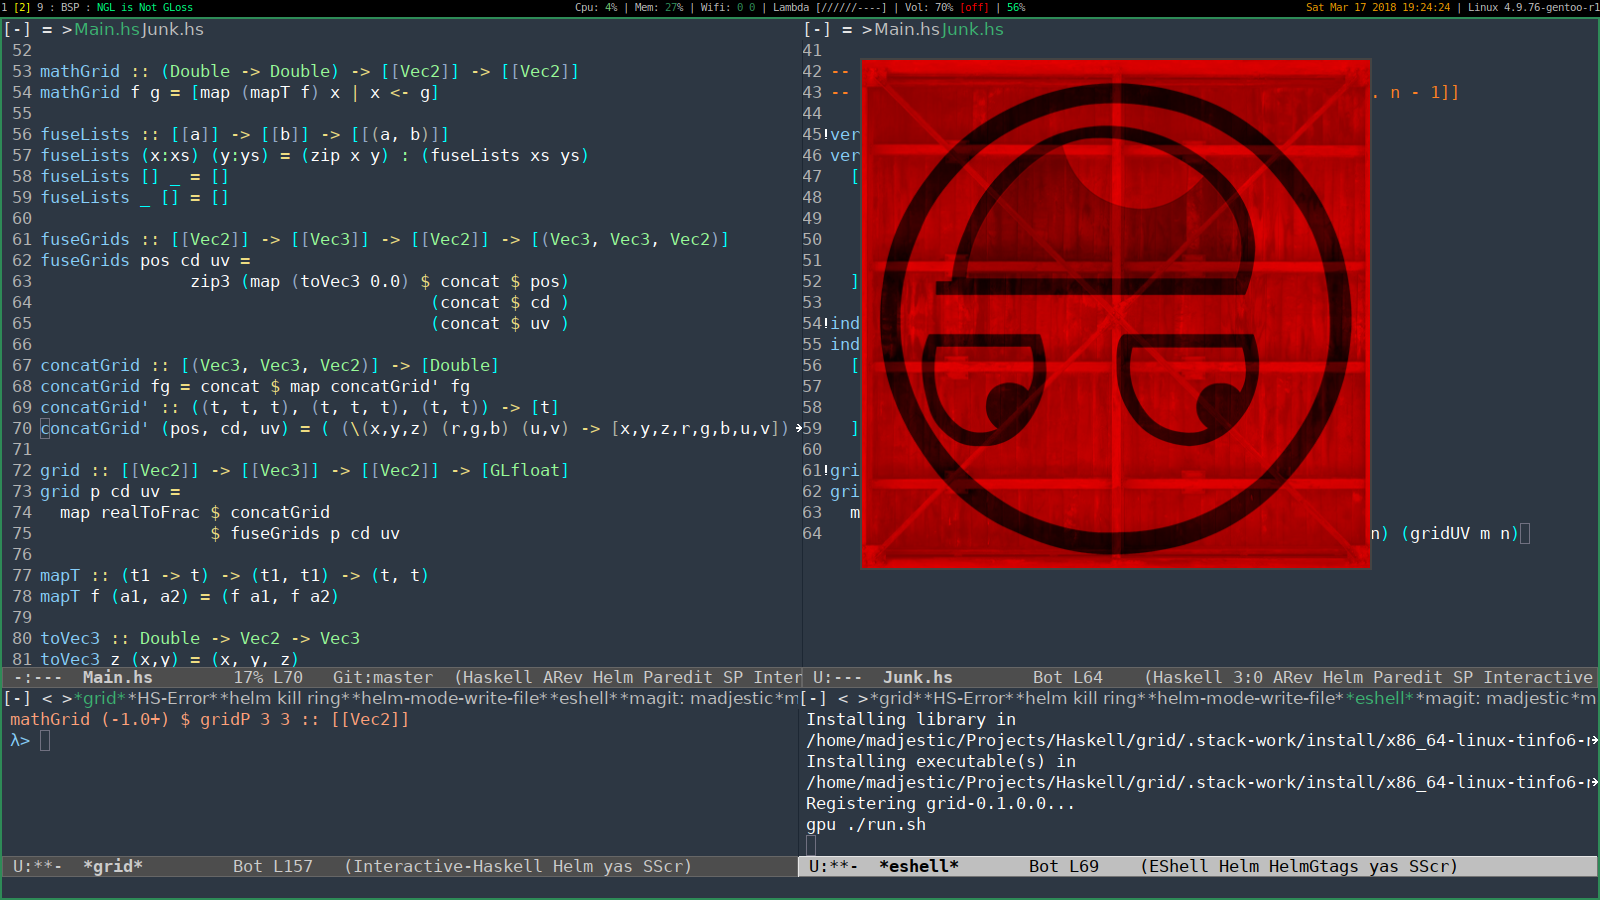 1 [2] 9 : BSP : NGL is Not GLoss
Cpu: 4% | Mem: 27% | Wifi: 0 0 | Lambda [//////----] | Vol: 70% [off] | 56%
Sat Mar 17 2018 19:24:24 | Linux 4.9.76-gentoo-r1
[-] = >Main.hsJunk.hs
52
53 mathGrid :: (Double -> Double) -> [[Vec2]] -> [[Vec2]]
54 mathGrid f g = [map (mapT f) x | x <- g]
55
56 fuseLists :: [[a]] -> [[b]] -> [[(a, b)]]
57 fuseLists (x:xs) (y:ys) = (zip x y) : (fuseLists xs ys)
58 fuseLists [] _ = []
59 fuseLists _ [] = []
60
61 fuseGrids :: [[Vec2]] -> [[Vec3]] -> [[Vec2]] -> [(Vec3, Vec3, Vec2)]
62 fuseGrids pos cd uv =
63                zip3 (map (toVec3 0.0) $ concat $ pos)
64                                        (concat $ cd )
65                                        (concat $ uv )
66
67 concatGrid :: [(Vec3, Vec3, Vec2)] -> [Double]
68 concatGrid fg = concat $ map concatGrid' fg
69 concatGrid' :: ((t, t, t), (t, t, t), (t, t)) -> [t]
70 concatGrid' (pos, cd, uv) = ( (\(x,y,z) (r,g,b) (u,v) -> [x,y,z,r,g,b,u,v])
71
72 grid :: [[Vec2]] -> [[Vec3]] -> [[Vec2]] -> [GLfloat]
73 grid p cd uv =
74   map realToFrac $ concatGrid
75                  $ fuseGrids p cd uv
76
77 mapT :: (t1 -> t) -> (t1, t1) -> (t, t)
78 mapT f (a1, a2) = (f a1, f a2)
79
80 toVec3 :: Double -> Vec2 -> Vec3
81 toVec3 z (x,y) = (x, y, z)
-:---  Main.hs        17% L70   Git:master  (Haskell ARev Helm Paredit SP Inter
[-] = >Main.hsJunk.hs
41
42 --
43 -- . n - 1]]
44
45!ver
46 ver
47   [
48
49
50
51
52   ]
53
54!ind
55 ind
56   [
57
58
59   ]
60
61!gri
62 gri
63   m
64 n) (gridUV m n)
U:---  Junk.hs        Bot L64    (Haskell 3:0 ARev Helm Paredit SP Interactive
[-] < >*grid**HS-Error**helm kill ring**helm-mode-write-file**eshell**magit: madjestic*m
mathGrid (-1.0+) $ gridP 3 3 :: [[Vec2]]
λ>
U:**-  *grid*         Bot L157   (Interactive-Haskell Helm yas SScr)
[-] < >*grid**HS-Error**helm kill ring**helm-mode-write-file**eshell**magit: madjestic*m
Installing library in
/home/madjestic/Projects/Haskell/grid/.stack-work/install/x86_64-linux-tinfo6-
Installing executable(s) in
/home/madjestic/Projects/Haskell/grid/.stack-work/install/x86_64-linux-tinfo6-
Registering grid-0.1.0.0...
gpu ./run.sh
U:**-  *eshell*       Bot L69    (EShell Helm HelmGtags yas SScr)